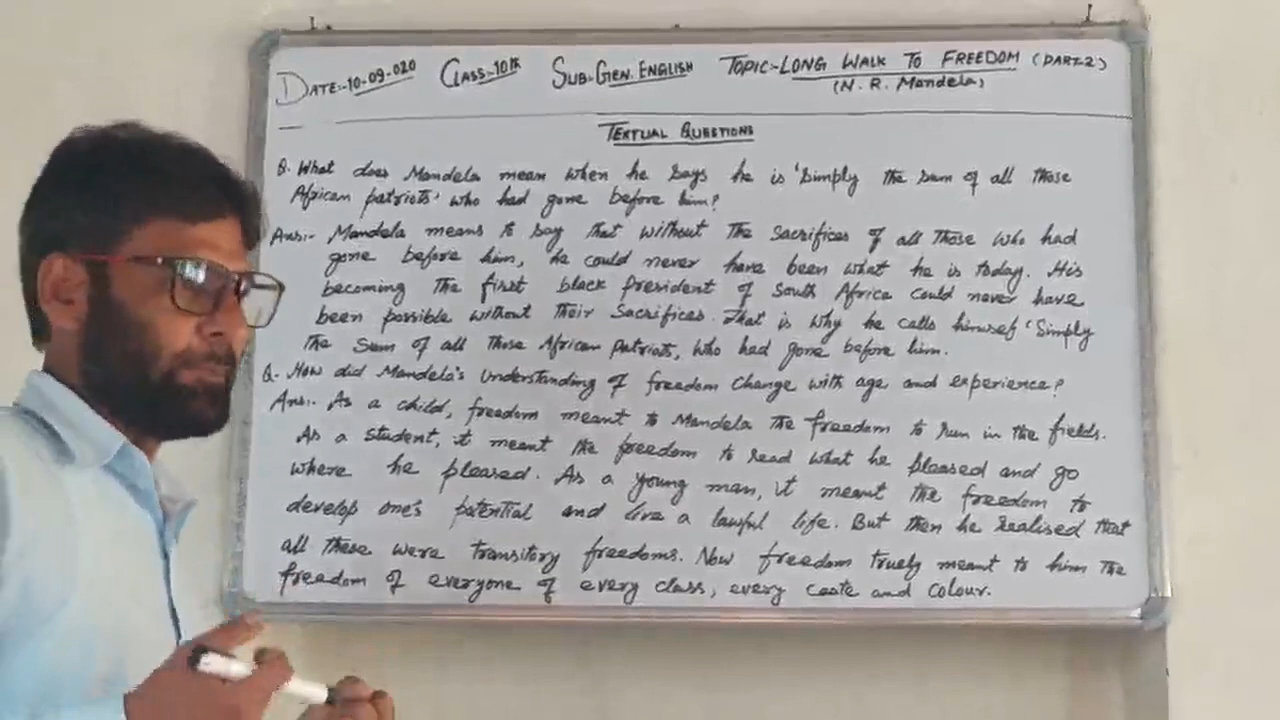 DATE:-10-09-020 CLASS:-10th SUB:-GEN. ENGLISH TOPIC:-LONG WALK TO FREEDOM (PART-2)
(N. R. Mandela)
TEXTUAL QUESTIONS
Q. What does Mandela mean when he says he is 'simply the sum of all those
African patriots' who had gone before him?
Ans:- Mandela means to say that without the sacrifices of all those who had
gone before him, he could never have been what he is today. His
becoming the first black president of South Africa could never have
been possible without their sacrifices. That is why he calls himself 'Simply
the sum of all those African patriots, who had gone before him.
Q. How did Mandela's understanding of freedom change with age and experience?
Ans:. As a child, freedom meant to Mandela the freedom to run in the fields.
As a student, it meant the freedom to read what he pleased and go
where he pleased. As a young man, it meant the freedom to
develop one's potential and live a lawful life. But then he realised that
all these were transitory freedoms. Now freedom truely meant to him the
freedom of everyone of every class, every caste and colour.